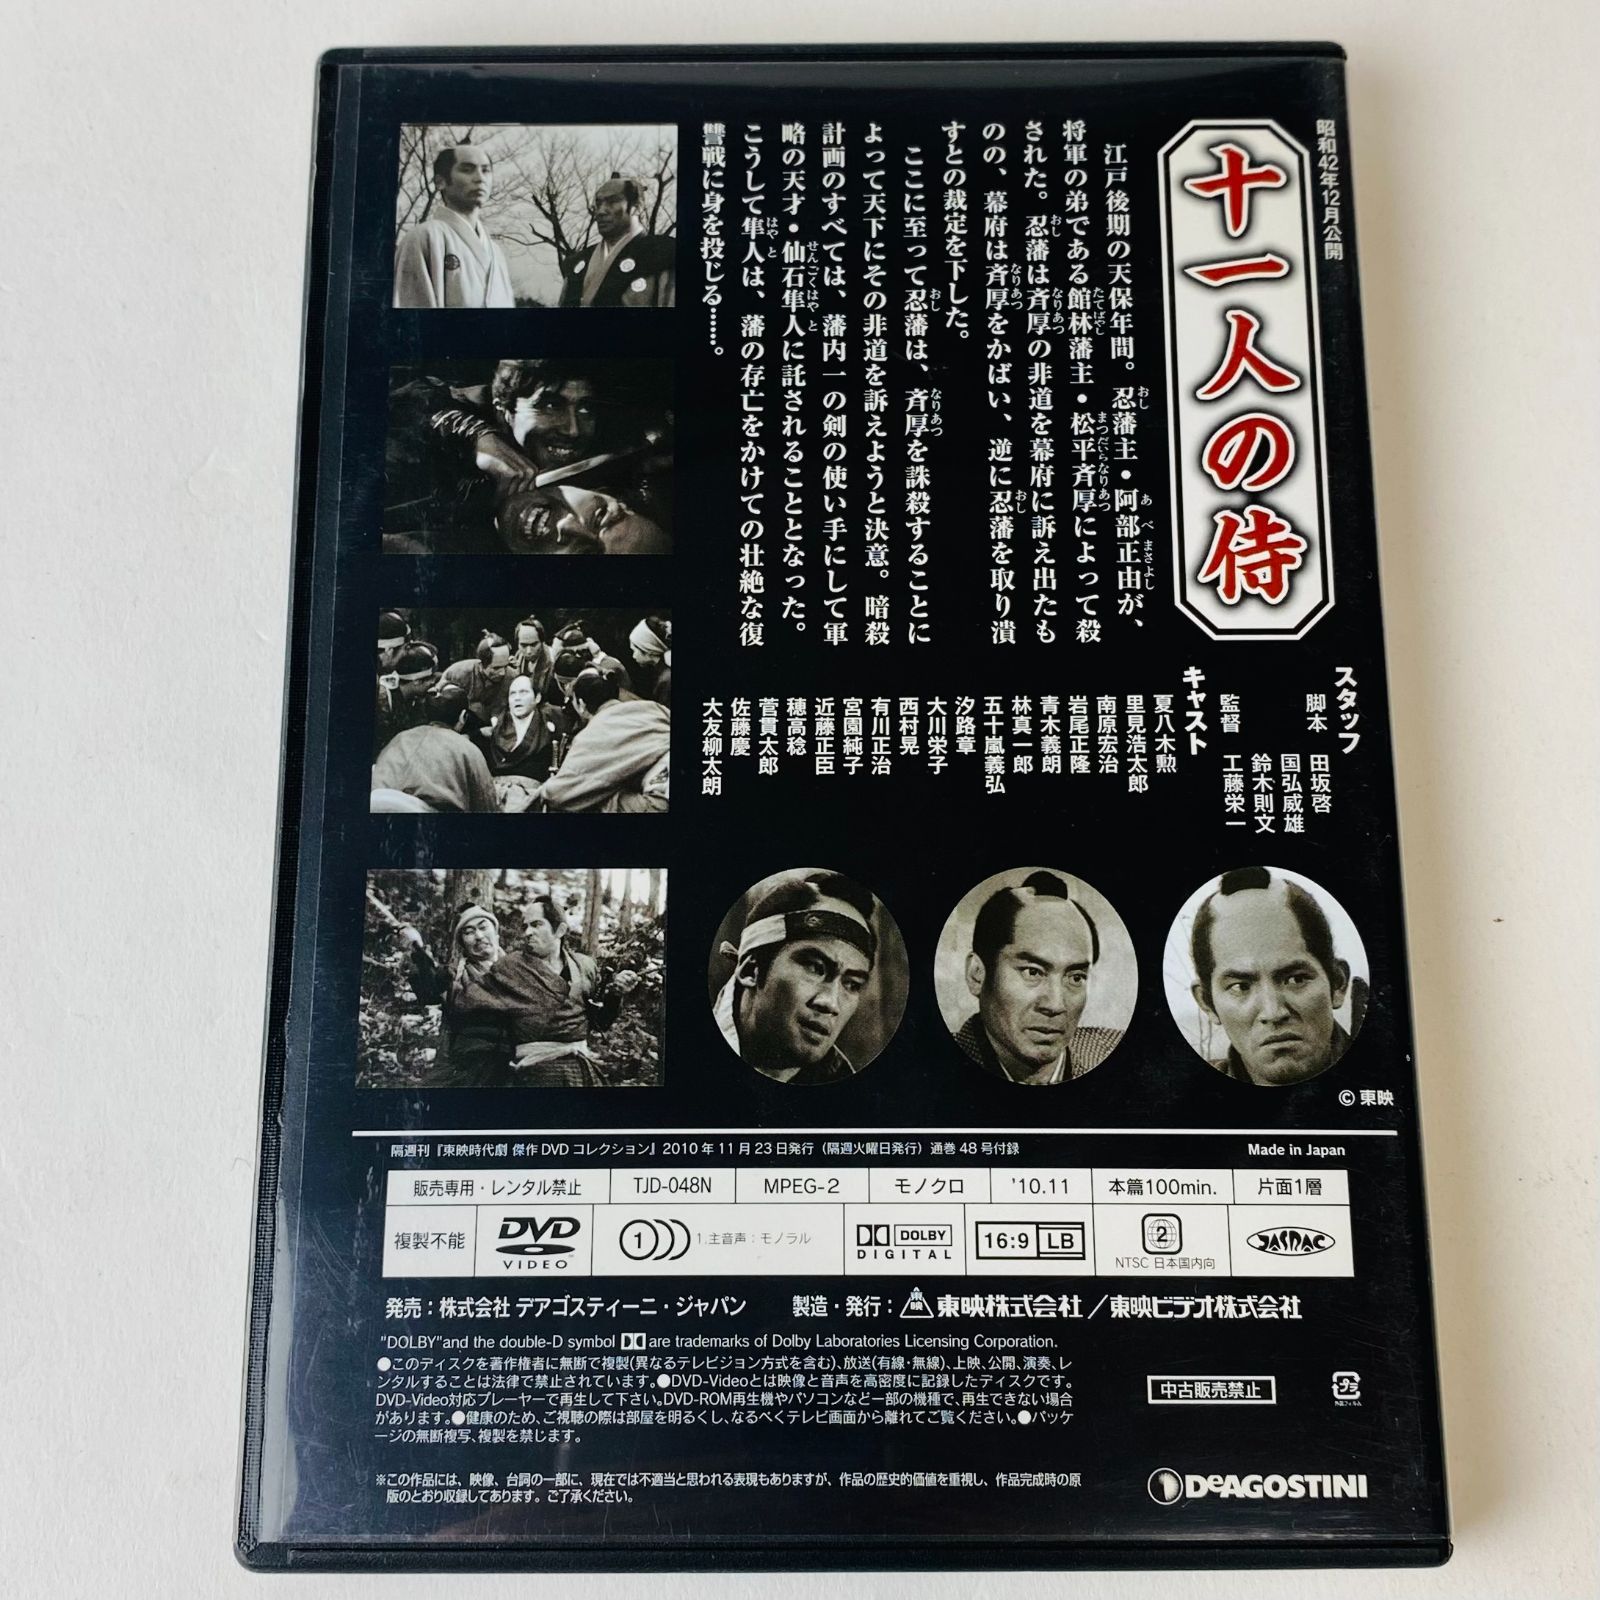 昭和42年12月公開
十一人の侍
江戸後期の天保年間。忍藩主・阿部正由が、
将軍の弟である館林藩主・松平斉厚によって殺
された。忍藩は斉厚の非道を幕府に訴え出たも
のの、幕府は斉厚をかばい、逆に忍藩を取り潰
すとの裁定を下した。
ここに至って忍藩は、斉厚を誅殺することに
よって天下にその非道を訴えようと決意。暗殺
計画のすべては、藩内一の剣の使い手にして軍
略の天才・仙石隼人に託されることとなった。
こうして隼人は、藩の存亡をかけての壮絶な復
讐戦に身を投じる……。
スタッフ
脚本 田坂啓
国弘威雄
鈴木則文
監督 工藤栄一
キャスト
夏八木勲
里見浩太郎
南原宏治
岩尾正隆
青木義朗
林真一郎
五十嵐義弘
汐路章
大川栄子
西村晃
有川正治
宮園純子
近藤正臣
穂高稔
菅貫太郎
佐藤慶
大友柳太朗
© 東映
隔週刊『東映時代劇 傑作DVDコレクション』2010年11月23日発行(隔週火曜日発行)通巻48号付録 Made in Japan
販売専用・レンタル禁止 TJD-048N MPEG-2 モノクロ '10.11 本篇100min. 片面1層
複製不能 DVD VIDEO 1 1.主音声:モノラル DOLBY DIGITAL 16:9 LB 2 NTSC 日本国内向 JASRAC
発売:株式会社 デアゴスティーニ・ジャパン 製造・発行:東映 東映株式会社/東映ビデオ株式会社
"DOLBY"and the double-D symbol are trademarks of Dolby Laboratories Licensing Corporation.
●このディスクを著作権者に無断で複製(異なるテレビジョン方式を含む)、放送(有線・無線)、上映、公開、演奏、レ
ンタルすることは法律で禁止されています。●DVD-Videoとは映像と音声を高密度に記録したディスクです。
DVD-Video対応プレーヤーで再生して下さい。DVD-ROM再生機やパソコンなど一部の機種で、再生できない場合
があります。●健康のため、ご視聴の際は部屋を明るくし、なるべくテレビ画面から離れてご覧ください。●パッケ
ージの無断複写、複製を禁じます。
中古販売禁止
プラ
※この作品には、映像、台詞の一部に、現在では不適当と思われる表現もありますが、作品の歴史的価値を重視し、作品完成時の原
版のとおり収録してあります。ご了承ください。
DeAGOSTINI